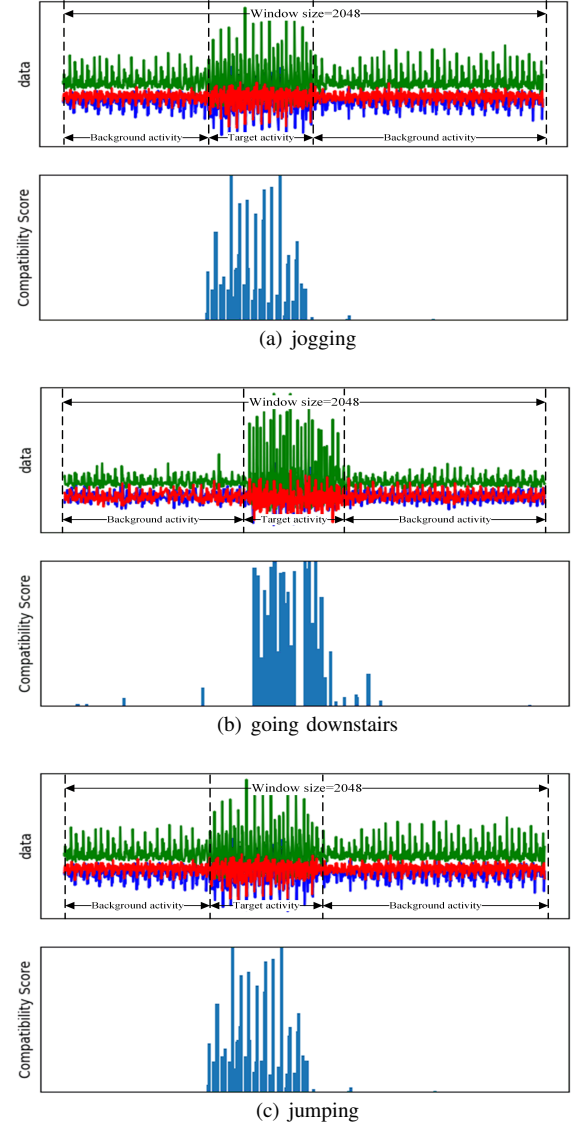 Window size=2048
data
Background activity Target activity Background activity
Compatibility Score
(a) jogging
Window size=2048
data
Background activity Target activity Background activity
Compatibility Score
(b) going downstairs
Window size=2048
data
Background activity Target activity Background activity
Compatibility Score
(c) jumping